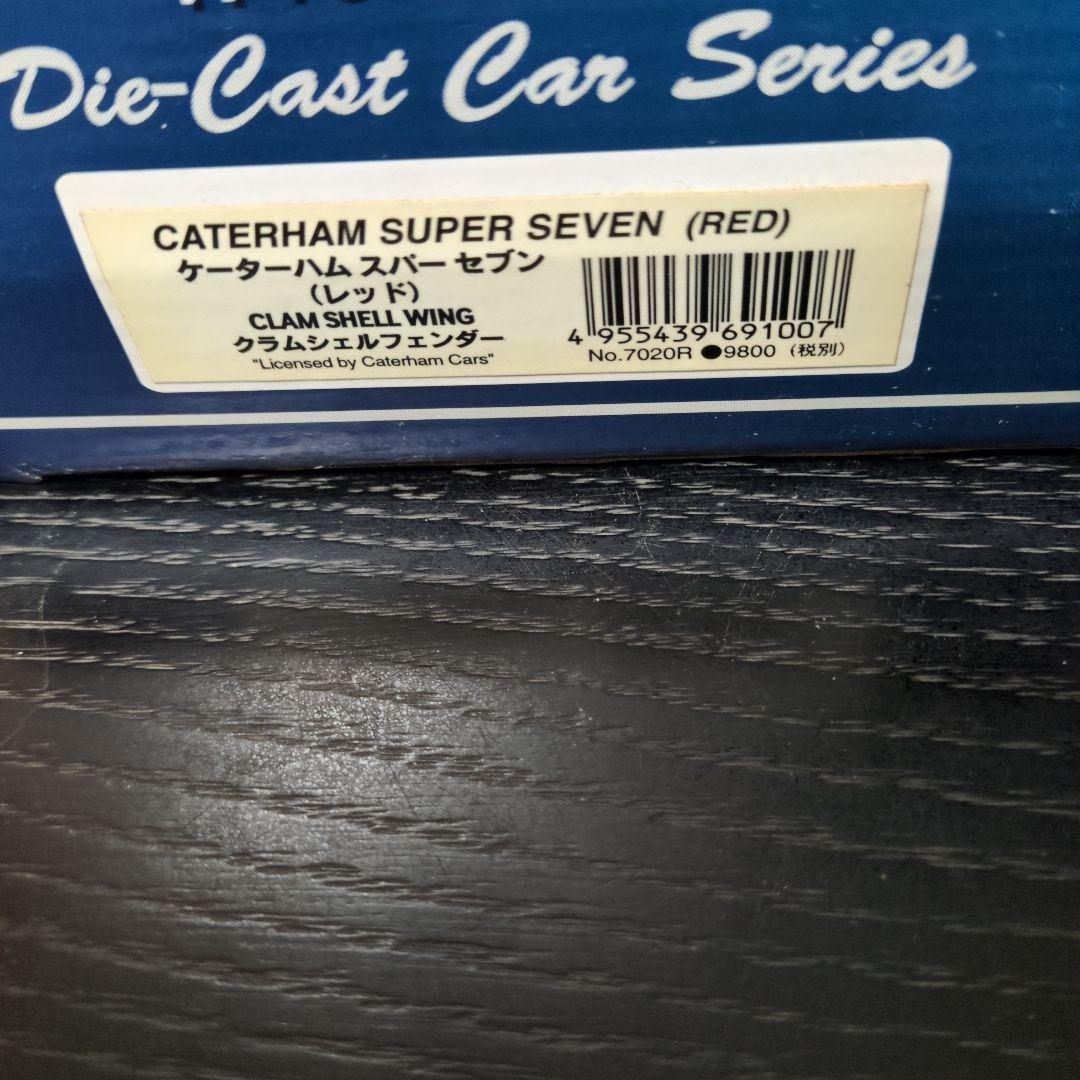 Die-Cast Car Series
CATERHAM SUPER SEVEN (RED)
ケーターハム スパー セブン
(レッド)
CLAM SHELL WING
クラムシェルフェンダー
"Licensed by Caterham Cars"
4 955439 691007
No.7020R ●9800 (税別)